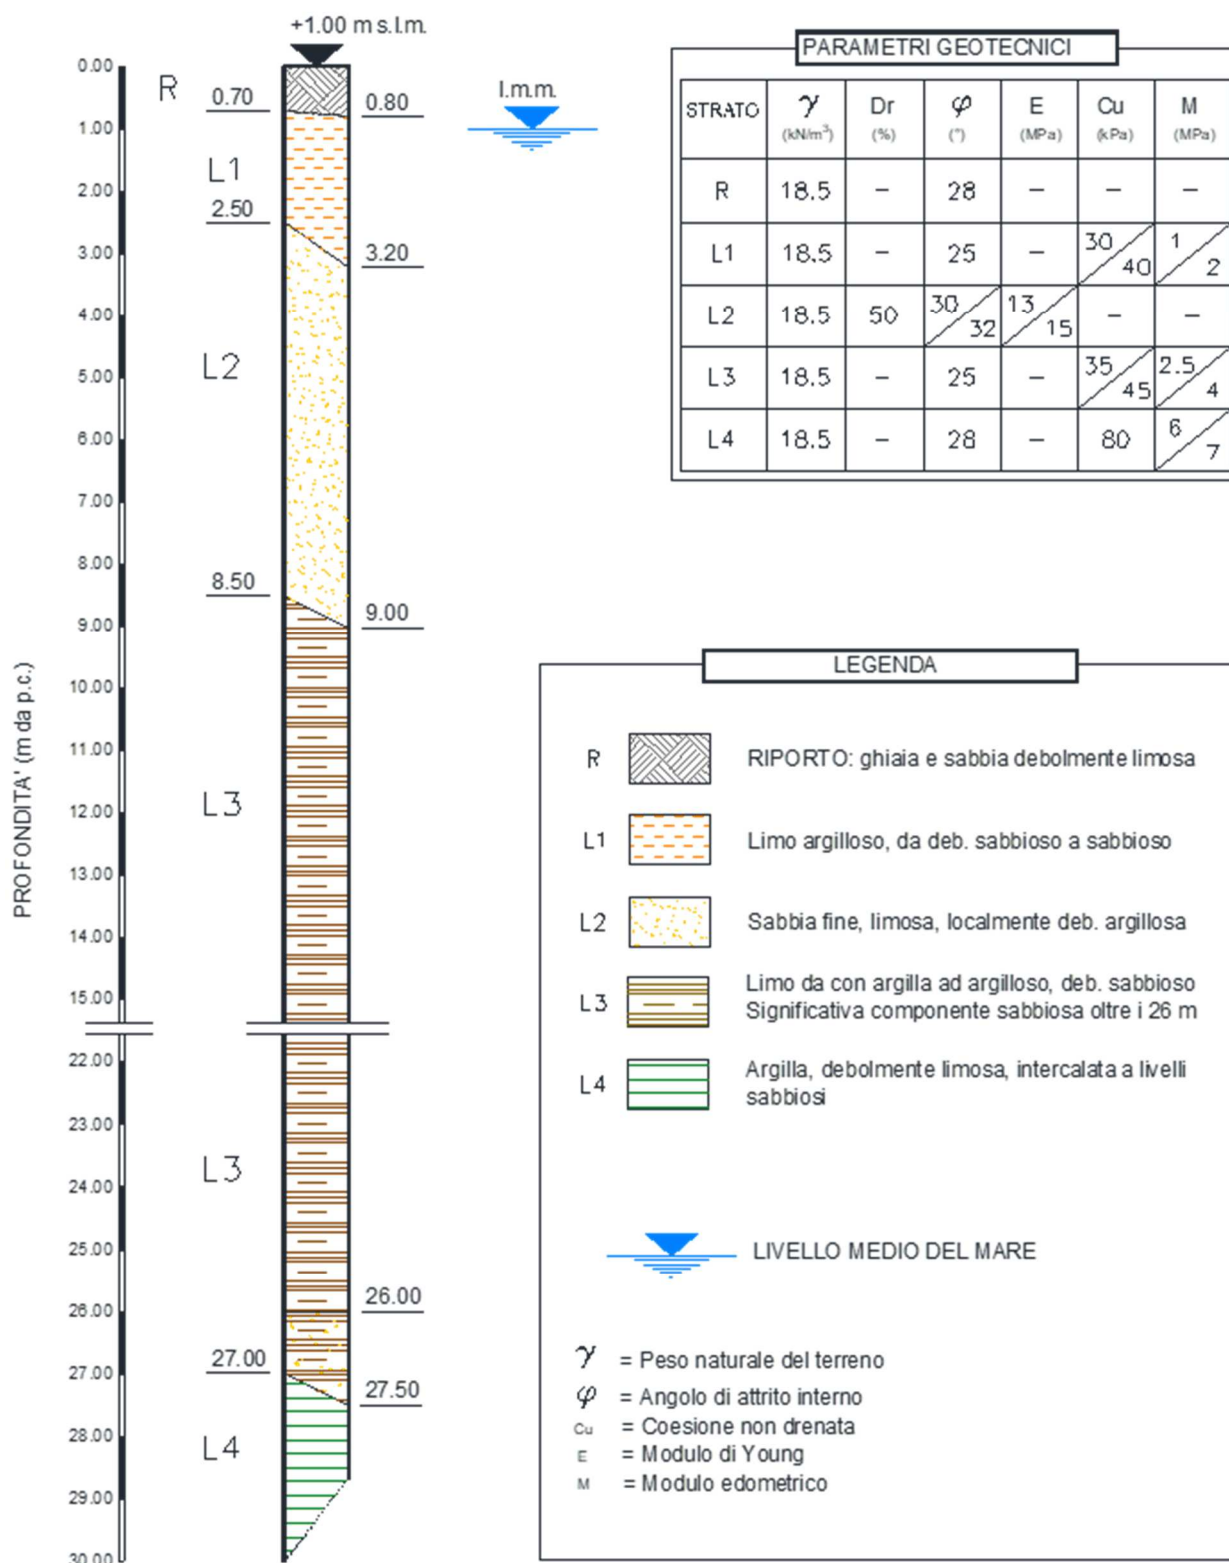 +1.00 m s.l.m.
PROFONDITA' (m da p.c.)
0.00
1.00
2.00
3.00
4.00
5.00
6.00
7.00
8.00
9.00
10.00
11.00
12.00
13.00
14.00
15.00
22.00
23.00
24.00
25.00
26.00
27.00
28.00
29.00
30.00
R
0.70
0.80
L1
2.50
3.20
L2
8.50
9.00
L3
L3
26.00
27.00
27.50
L4
l.m.m.
PARAMETRI GEOTECNICI
STRATO γ (kN/m³) Dr (%) φ (°) E (MPa) Cu (kPa) M (MPa)
R 18.5 – 28 – – –
L1 18.5 – 25 – 30/40 1/2
L2 18.5 50 30/32 13/15 – –
L3 18.5 – 25 – 35/45 2.5/4
L4 18.5 – 28 – 80 6/7
LEGENDA
R RIPORTO: ghiaia e sabbia debolmente limosa
L1 Limo argilloso, da deb. sabbioso a sabbioso
L2 Sabbia fine, limosa, localmente deb. argillosa
L3 Limo da con argilla ad argilloso, deb. sabbioso
Significativa componente sabbiosa oltre i 26 m
L4 Argilla, debolmente limosa, intercalata a livelli
sabbiosi
LIVELLO MEDIO DEL MARE
γ = Peso naturale del terreno
φ = Angolo di attrito interno
Cu = Coesione non drenata
E = Modulo di Young
M = Modulo edometrico